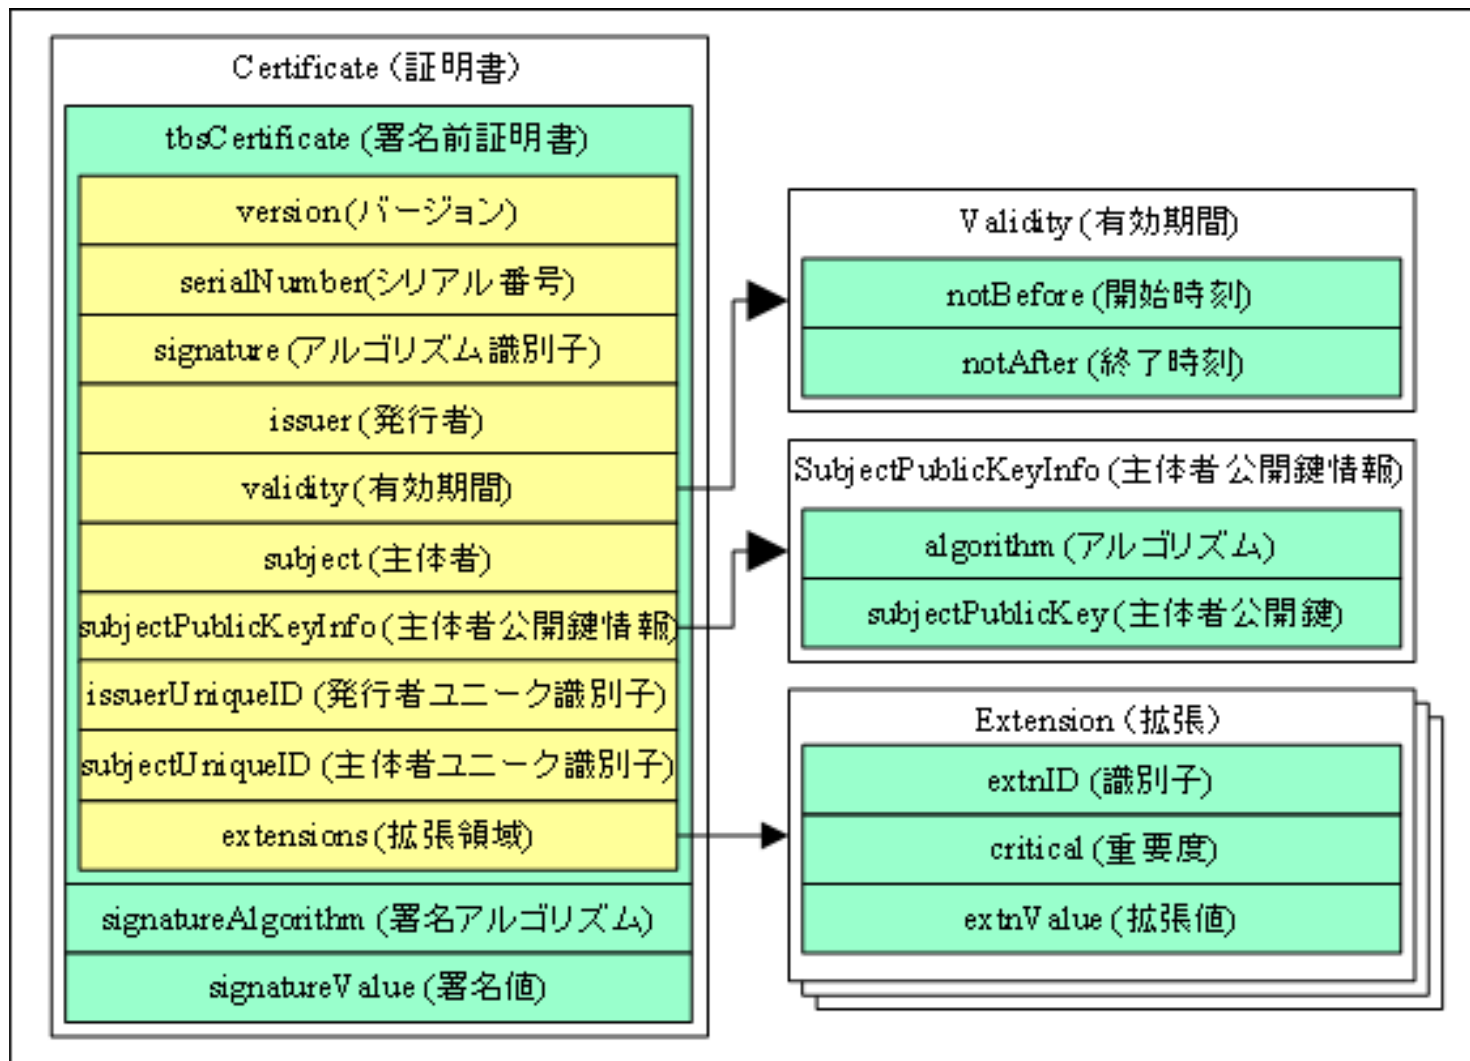 Certificate (証明書)
tbsCertificate (署名前証明書)
version(バージョン)
serialNumber(シリアル番号)
signature (アルゴリズム識別子)
issuer (発行者)
validity (有効期間)
subject (主体者)
subjectPublicKeyInfo (主体者公開鍵情報)
issuerUniqueID (発行者ユニーク識別子)
subjectUniqueID (主体者ユニーク識別子)
extensions (拡張領域)
signatureAlgorithm (署名アルゴリズム)
signatureValue (署名値)
Validity (有効期間)
notBefore (開始時刻)
notAfter (終了時刻)
SubjectPublicKeyInfo (主体者公開鍵情報)
algorithm (アルゴリズム)
subjectPublicKey (主体者公開鍵)
Extension (拡張)
extnID (識別子)
critical (重要度)
extnValue (拡張値)